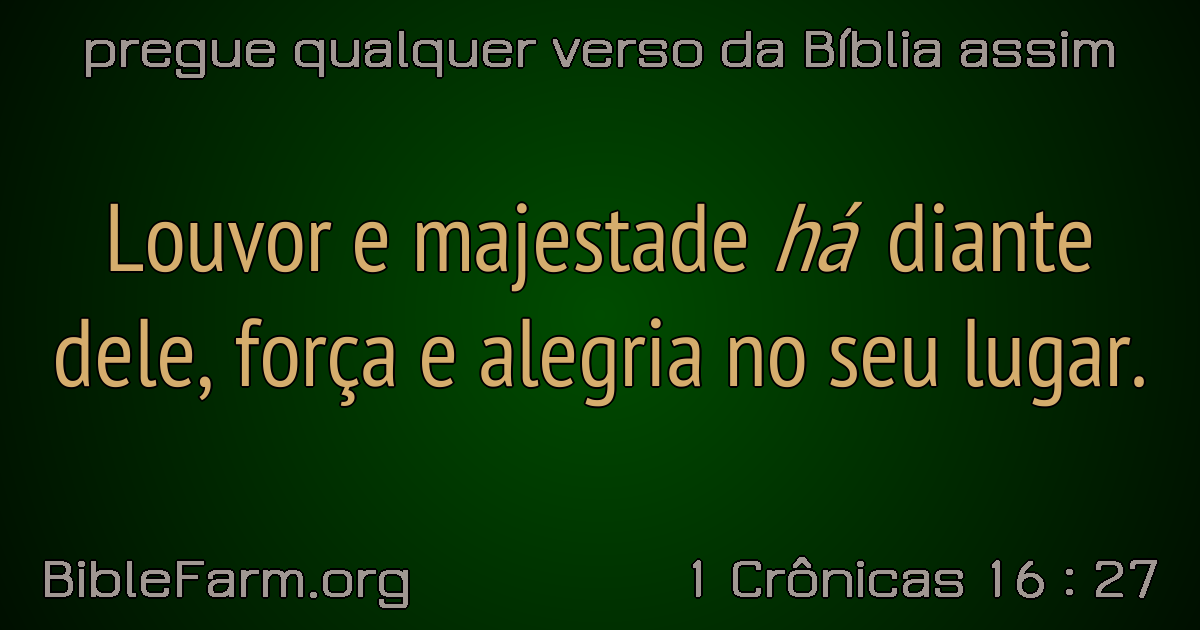 pregue qualquer verso da Bíblia assim
Louvor e majestade há diante
dele, força e alegria no seu lugar.
BibleFarm.org
1 Crônicas 16 : 27